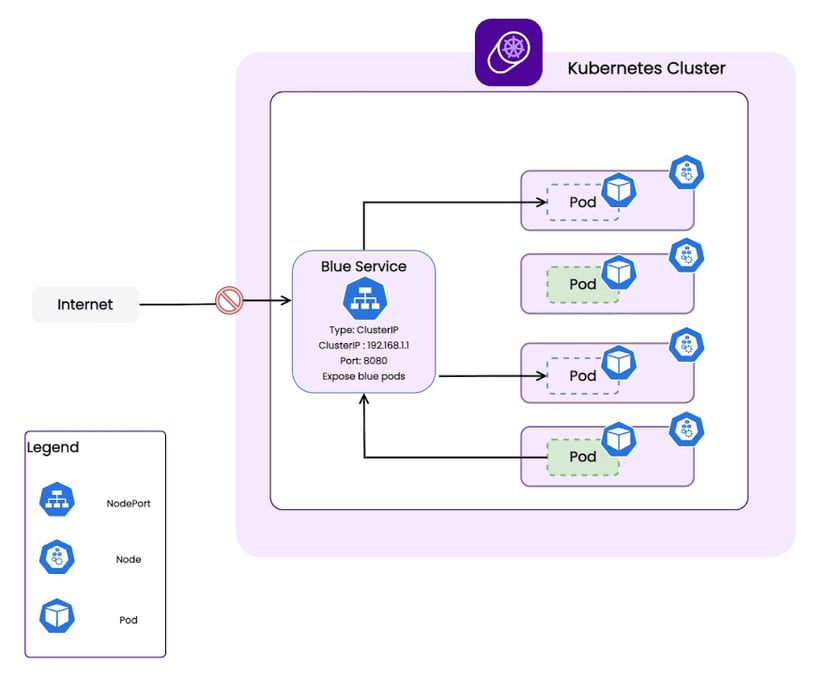 Kubernetes Cluster
Pod
Blue Service
Pod
Internet
Type: ClusterIP
ClusterIP : 192.168.1.1
Port: 8080
Expose blue pods
Pod
Pod
Legend
NodePort
Node
Pod